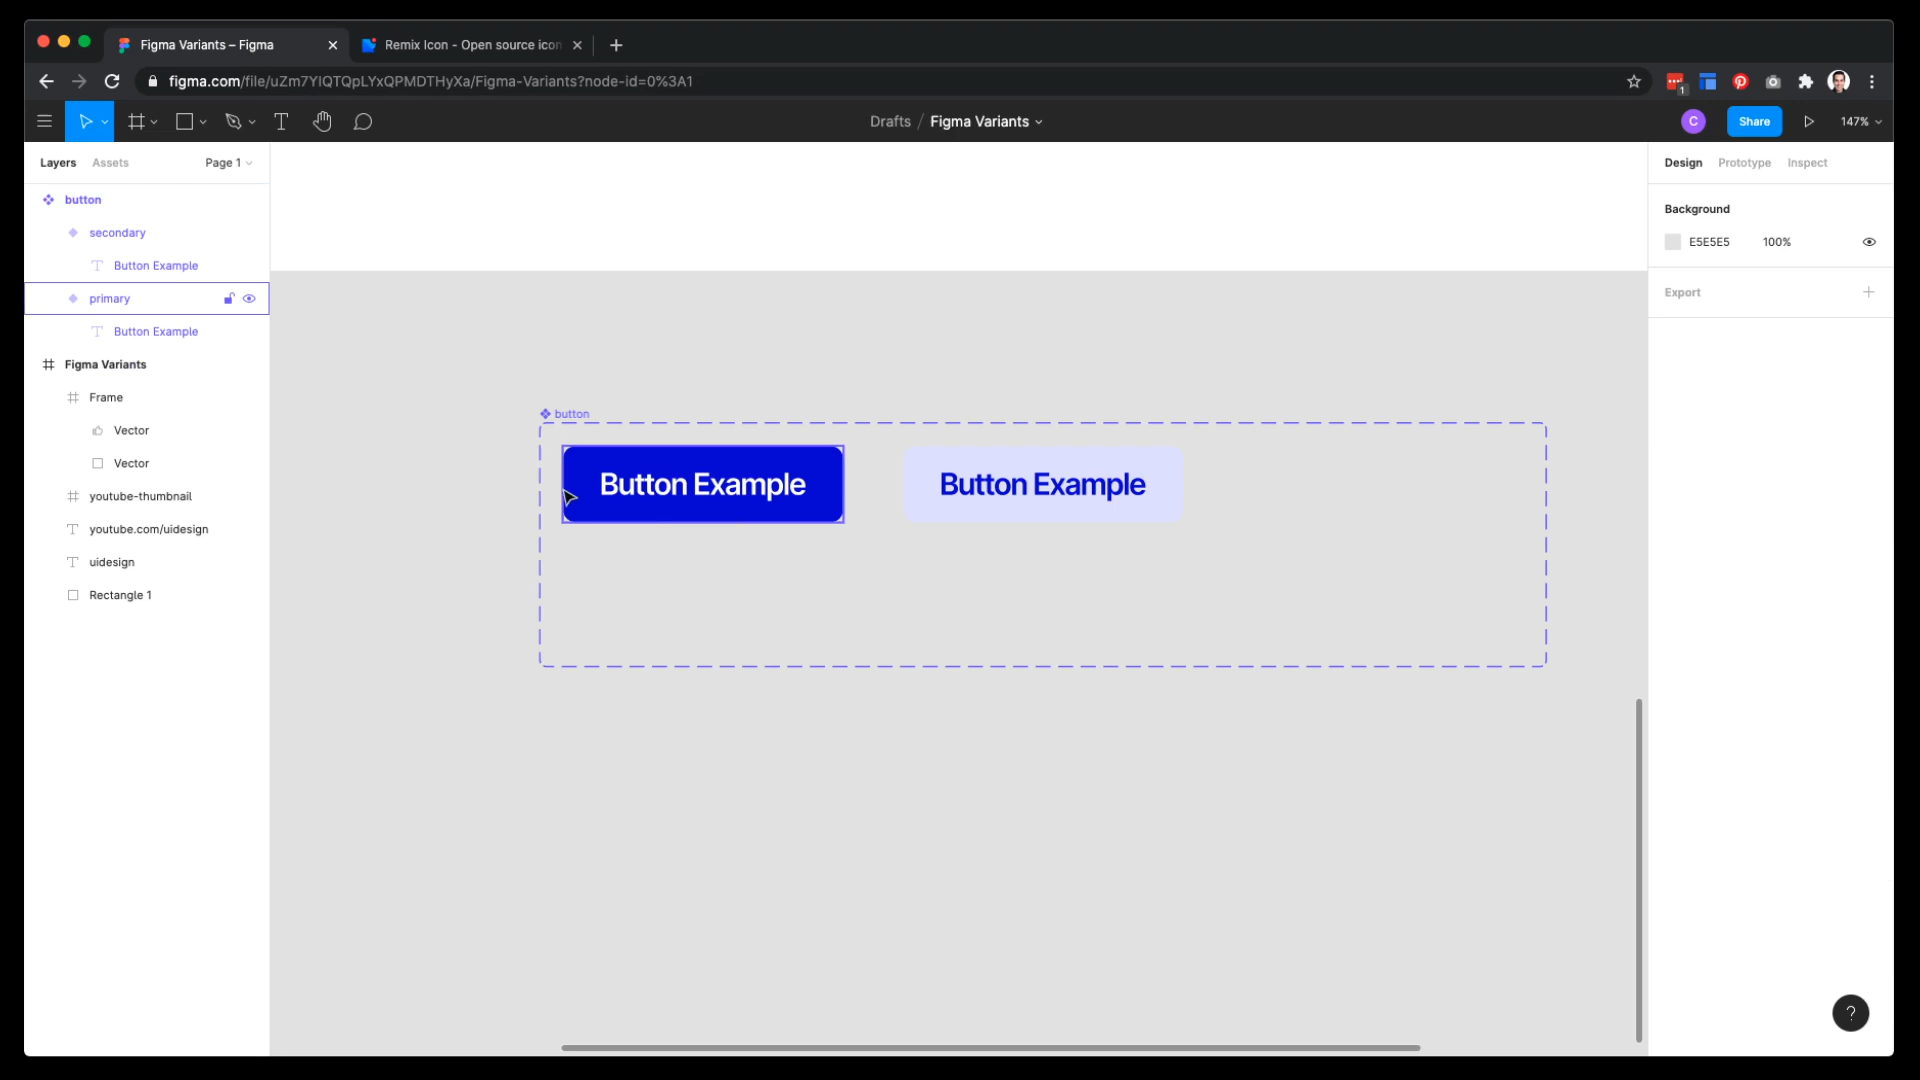 Figma Variants – Figma
Remix Icon - Open source icon
figma.com/file/uZm7YIQTQpLYxQPMDTHyXa/Figma-Variants?node-id=0%3A1
1
Drafts / Figma Variants
C
Share
147%
Layers
Assets
Page 1
Design
Prototype
Inspect
button
secondary
Button Example
primary
Button Example
Figma Variants
Frame
Vector
Vector
youtube-thumbnail
youtube.com/uidesign
uidesign
Rectangle 1
button
Button Example
Button Example
Background
E5E5E5
100%
Export
?